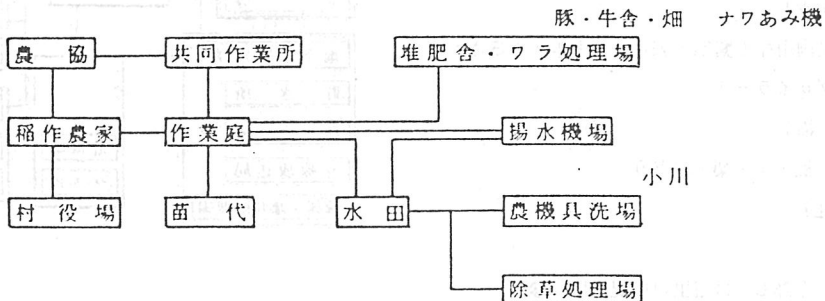 豚・牛舎・畑　ナワあみ機
農協　共同作業所　堆肥舎・ワラ処理場
稲作農家　作業庭　揚水機場
小川
村役場　苗代　水田　農機具洗場
除草処理場